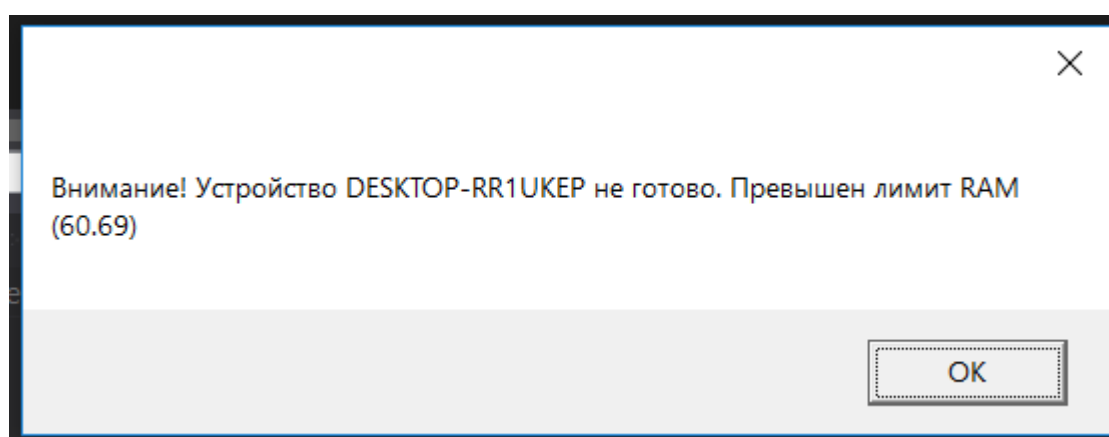 Внимание! Устройство DESKTOP-RR1UKEP не готово. Превышен лимит RAM
(60.69)
е
OK